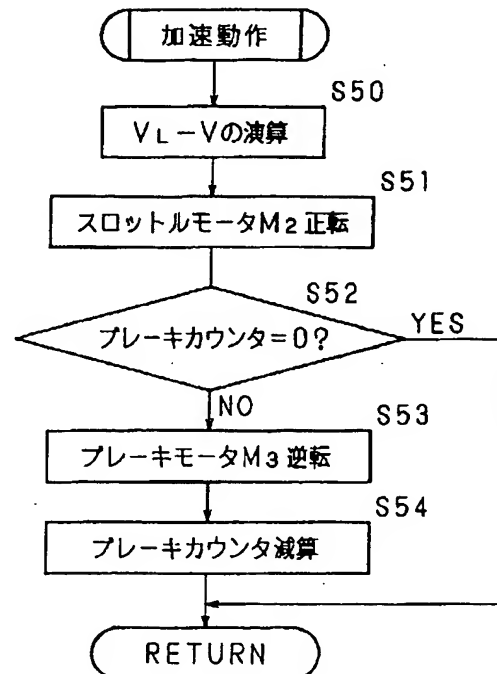 加速動作
S50
VL－Vの演算
S51
スロットルモータM2正転
S52
ブレーキカウンタ＝0?
YES
NO
S53
ブレーキモータM3逆転
S54
ブレーキカウンタ減算
RETURN